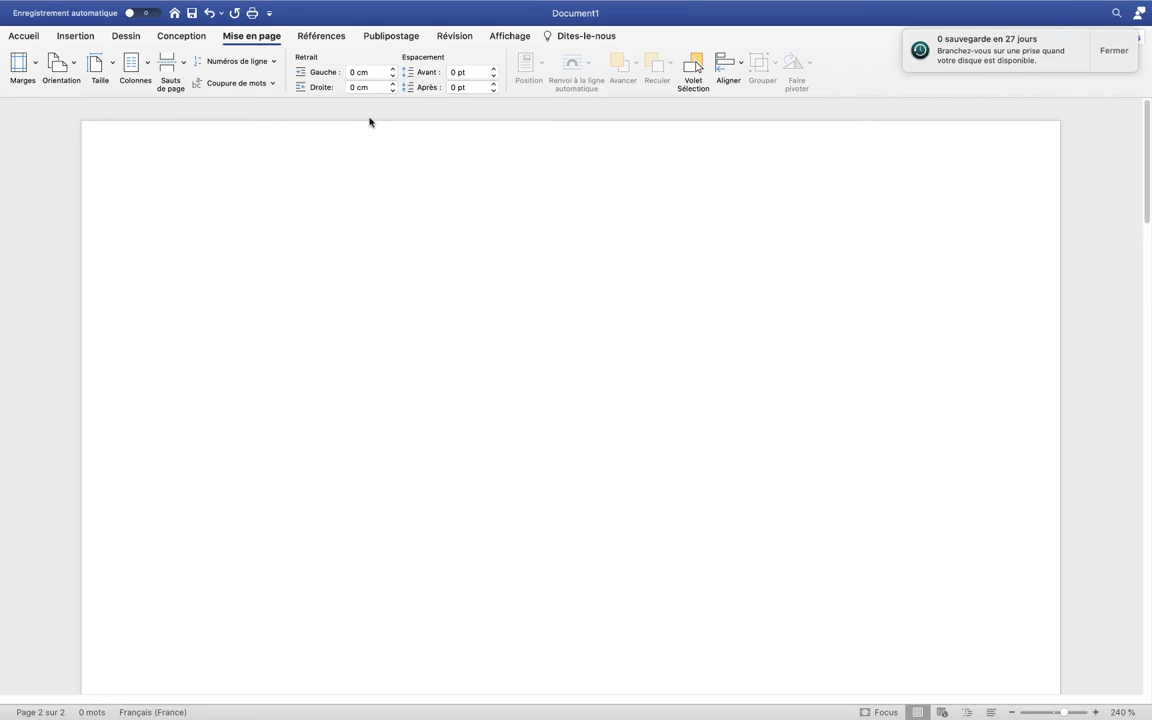 Enregistrement automatique
Document1
Accueil Insertion Dessin Conception Mise en page Références Publipostage Révision Affichage Dites-le-nous
0 sauvegarde en 27 jours
Branchez-vous sur une prise quand
votre disque est disponible.
Fermer
Marges
Orientation
Taille
Colonnes
Sauts
de page
Numéros de ligne
Coupure de mots
Retrait
Gauche : 0 cm
Droite: 0 cm
Espacement
Avant : 0 pt
Après : 0 pt
Position
Renvoi à la ligne
automatique
Avancer
Reculer
Volet
Sélection
Aligner
Grouper
Faire
pivoter
Page 2 sur 2 0 mots Français (France)
Focus
240 %